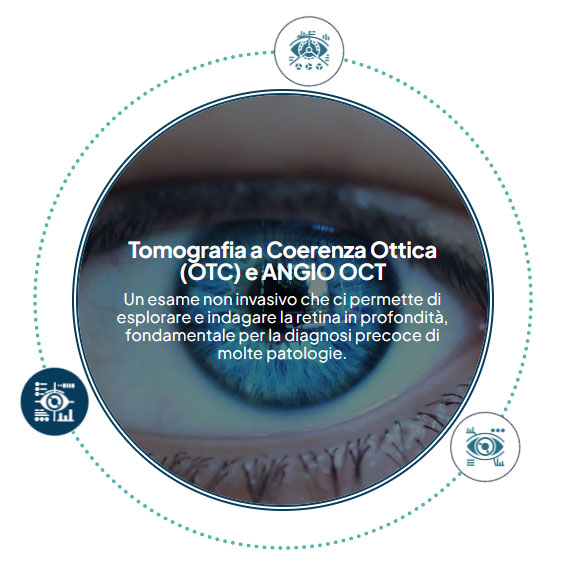 Tomografia a Coerenza Ottica
(OTC) e ANGIO OCT
Un esame non invasivo che ci permette di
esplorare e indagare la retina in profondità,
fondamentale per la diagnosi precoce di
molte patologie.